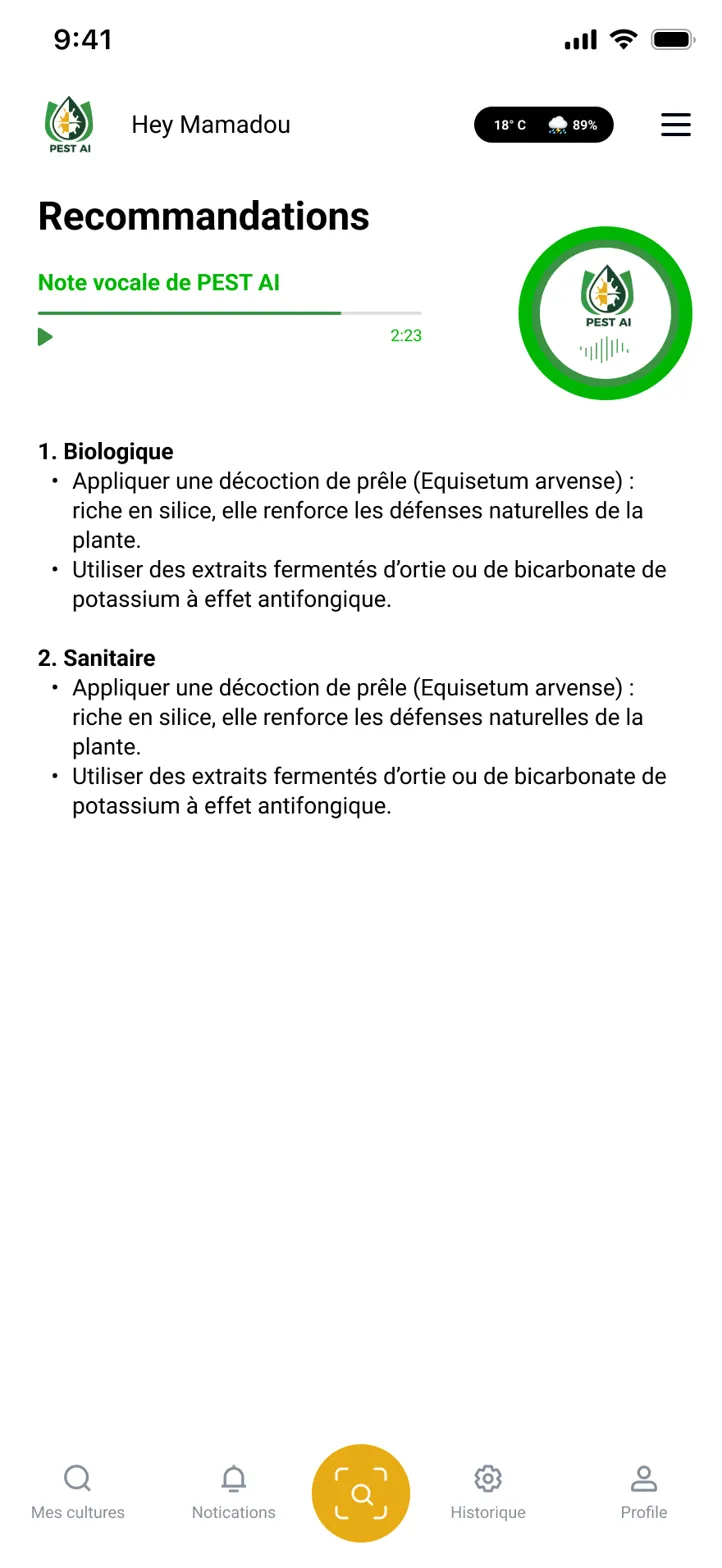 9:41
PEST AI
Hey Mamadou
18° C 89%
Recommandations
Note vocale de PEST AI
2:23
PEST AI
1. Biologique
• Appliquer une décoction de prêle (Equisetum arvense) :
riche en silice, elle renforce les défenses naturelles de la
plante.
• Utiliser des extraits fermentés d’ortie ou de bicarbonate de
potassium à effet antifongique.
2. Sanitaire
• Appliquer une décoction de prêle (Equisetum arvense) :
riche en silice, elle renforce les défenses naturelles de la
plante.
• Utiliser des extraits fermentés d’ortie ou de bicarbonate de
potassium à effet antifongique.
Mes cultures
Notications
Historique
Profile